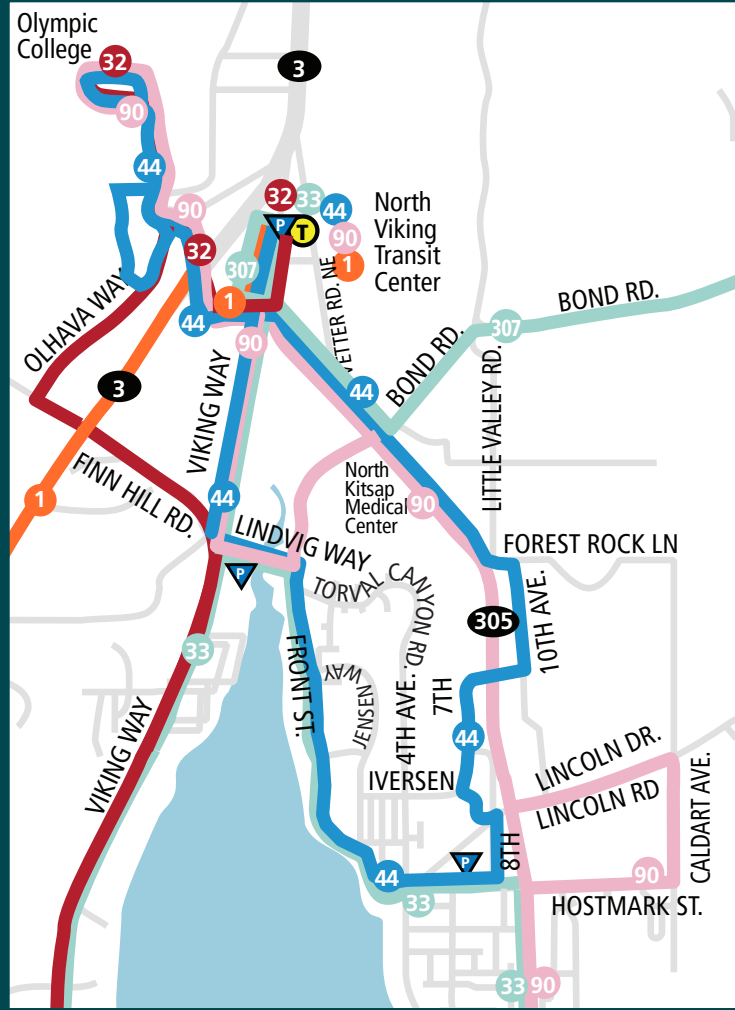 Olympic
College
32
3
90
44
32
33
44
90
1
North
Viking
Transit
Center
P
T
90
32
307
1
44
OLHAVA WAY
90
VETTER RD. NE
BOND RD.
307
BOND RD.
3
VIKING WAY
44
LITTLE VALLEY RD.
1
FINN HILL RD.
44
North
Kitsap
Medical
Center
90
LINDVIG WAY
FOREST ROCK LN
P
TORVAL CANYON RD.
305
10TH AVE.
33
FRONT ST.
JENSEN WAY
4TH AVE.
7TH
44
VIKING WAY
IVERSEN
LINCOLN DR.
LINCOLN RD
CALDART AVE.
8TH
P
44
90
33
HOSTMARK ST.
33
90